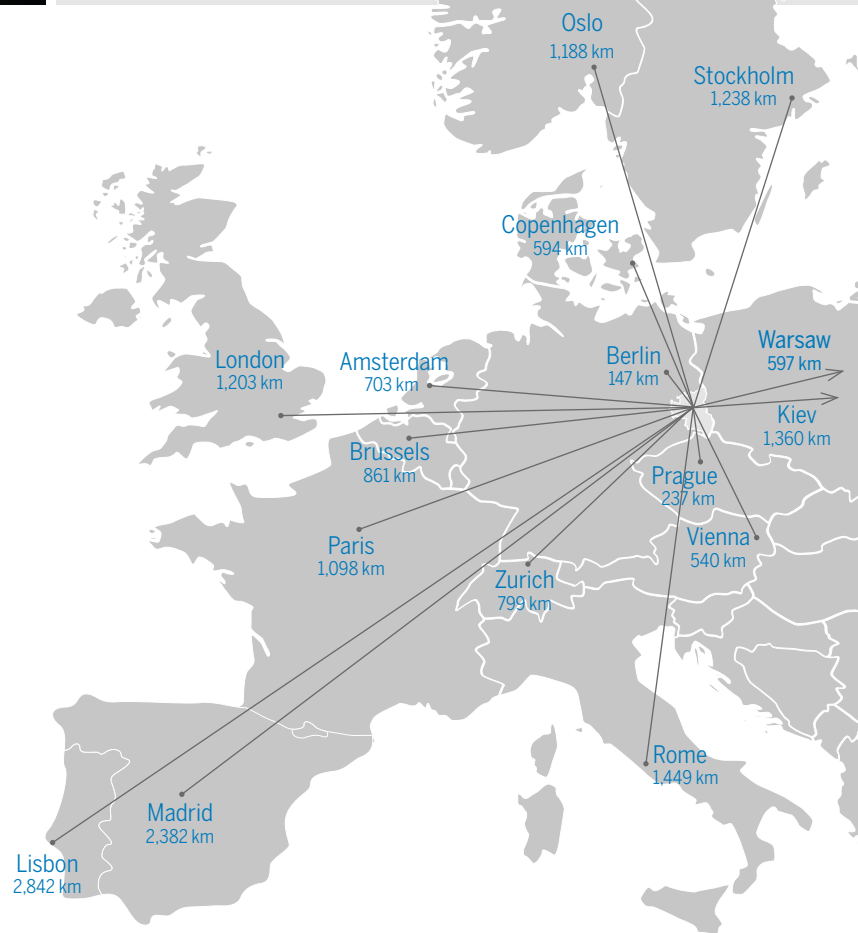 Oslo
1,188 km
Stockholm
1,238 km
Copenhagen
594 km
Warsaw
597 km
Berlin
147 km
London
1,203 km
Amsterdam
703 km
Kiev
1,360 km
Brussels
861 km
Prague
237 km
Vienna
540 km
Paris
1,098 km
Zurich
799 km
Rome
1,449 km
Madrid
2,382 km
Lisbon
2,842 km